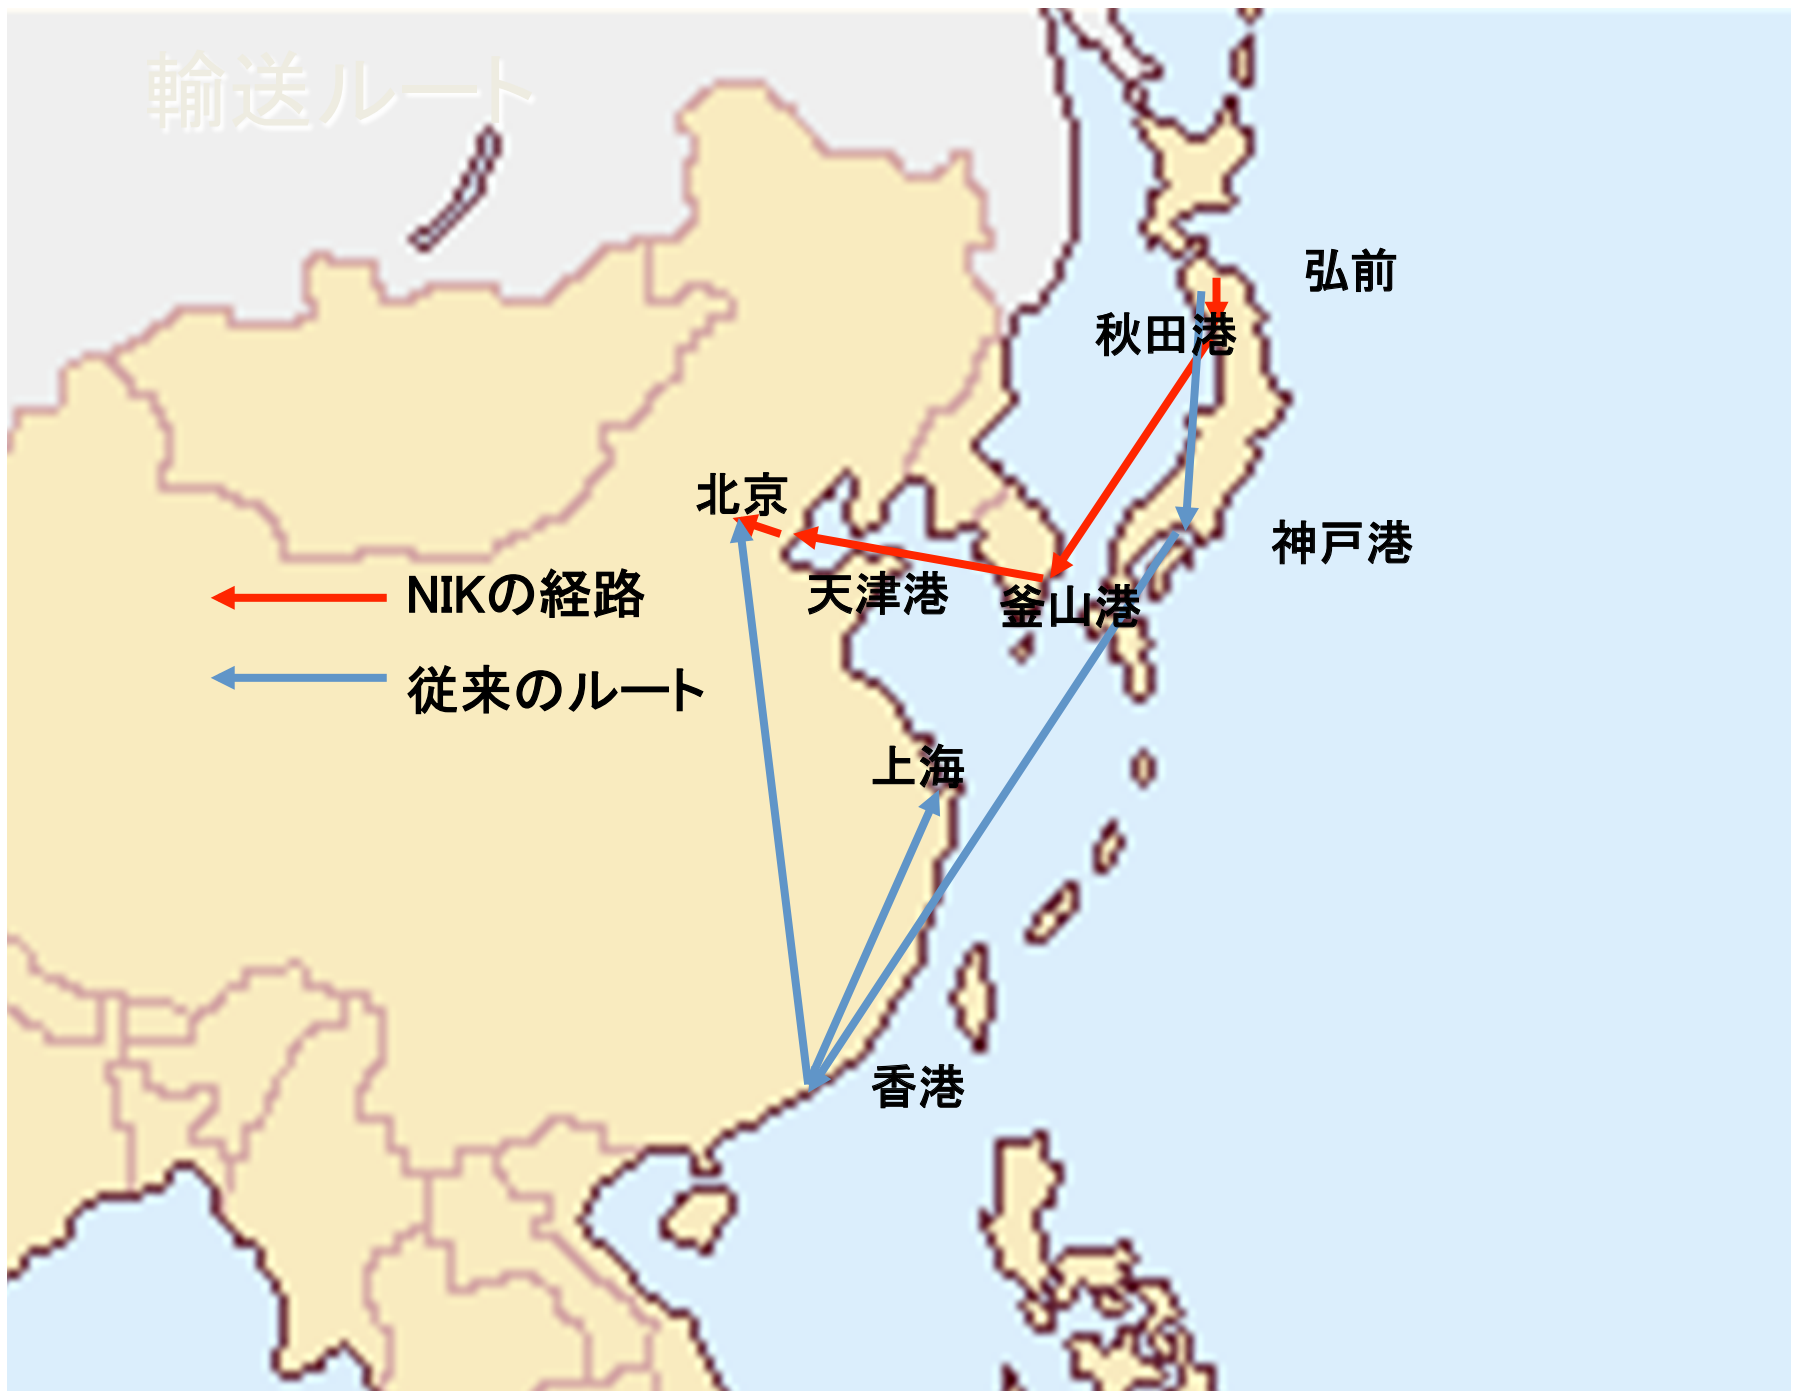 輸送ルート
弘前
秋田港
北京
神戸港
天津港
釜山港
NIKの経路
従来のルート
上海
香港